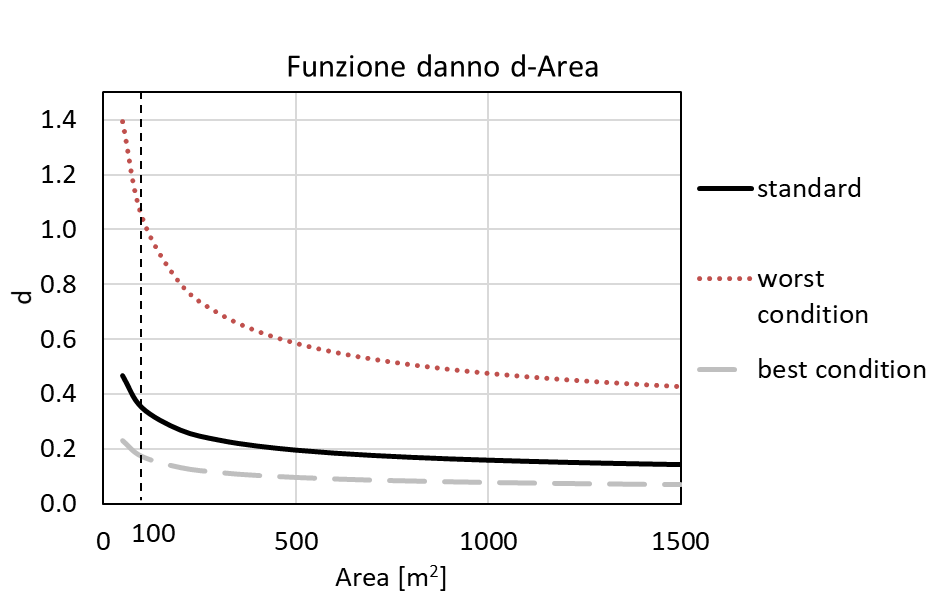 Funzione danno d-Area
1.4
1.2
1.0
0.8
0.6
0.4
0.2
0.0
d
0
100
500
1000
1500
Area [m²]
standard
worst
condition
best condition